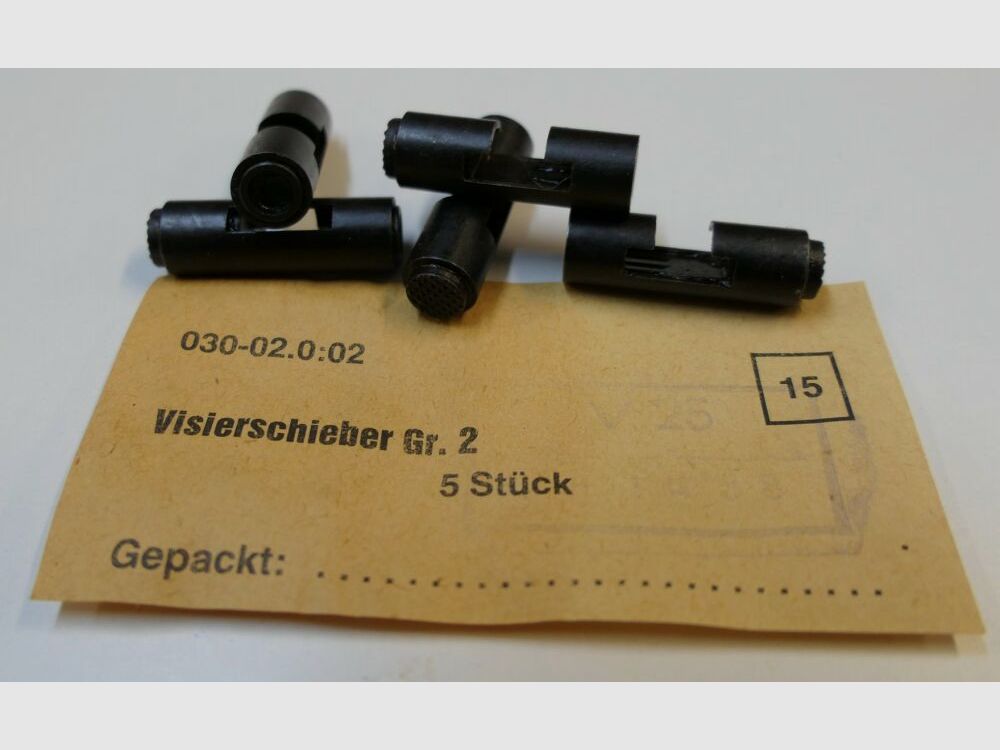 030-02.0:02
15
Visierschieber Gr. 2
5 Stück
Gepackt: ................................